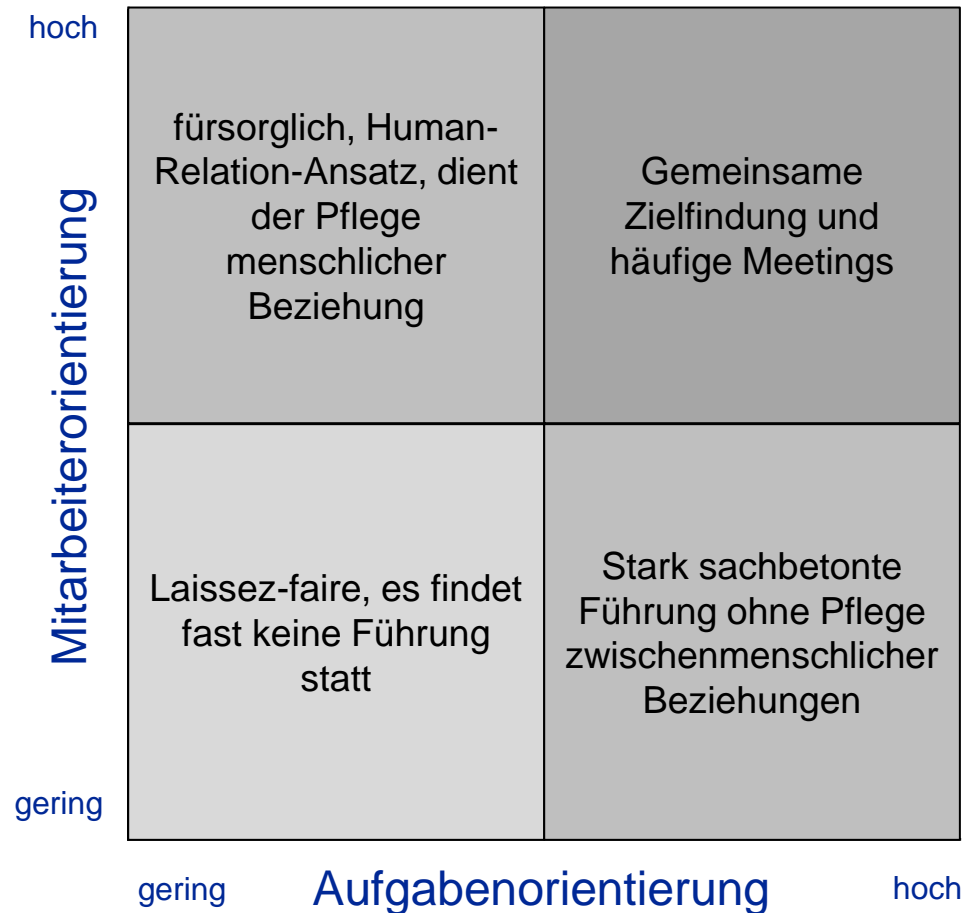 hoch
fürsorglich, Human-
Relation-Ansatz, dient
der Pflege
menschlicher
Beziehung
Gemeinsame
Zielfindung und
häufige Meetings
Mitarbeiterorientierung
Laissez-faire, es findet
fast keine Führung
statt
Stark sachbetonte
Führung ohne Pflege
zwischenmenschlicher
Beziehungen
gering
gering
Aufgabenorientierung
hoch